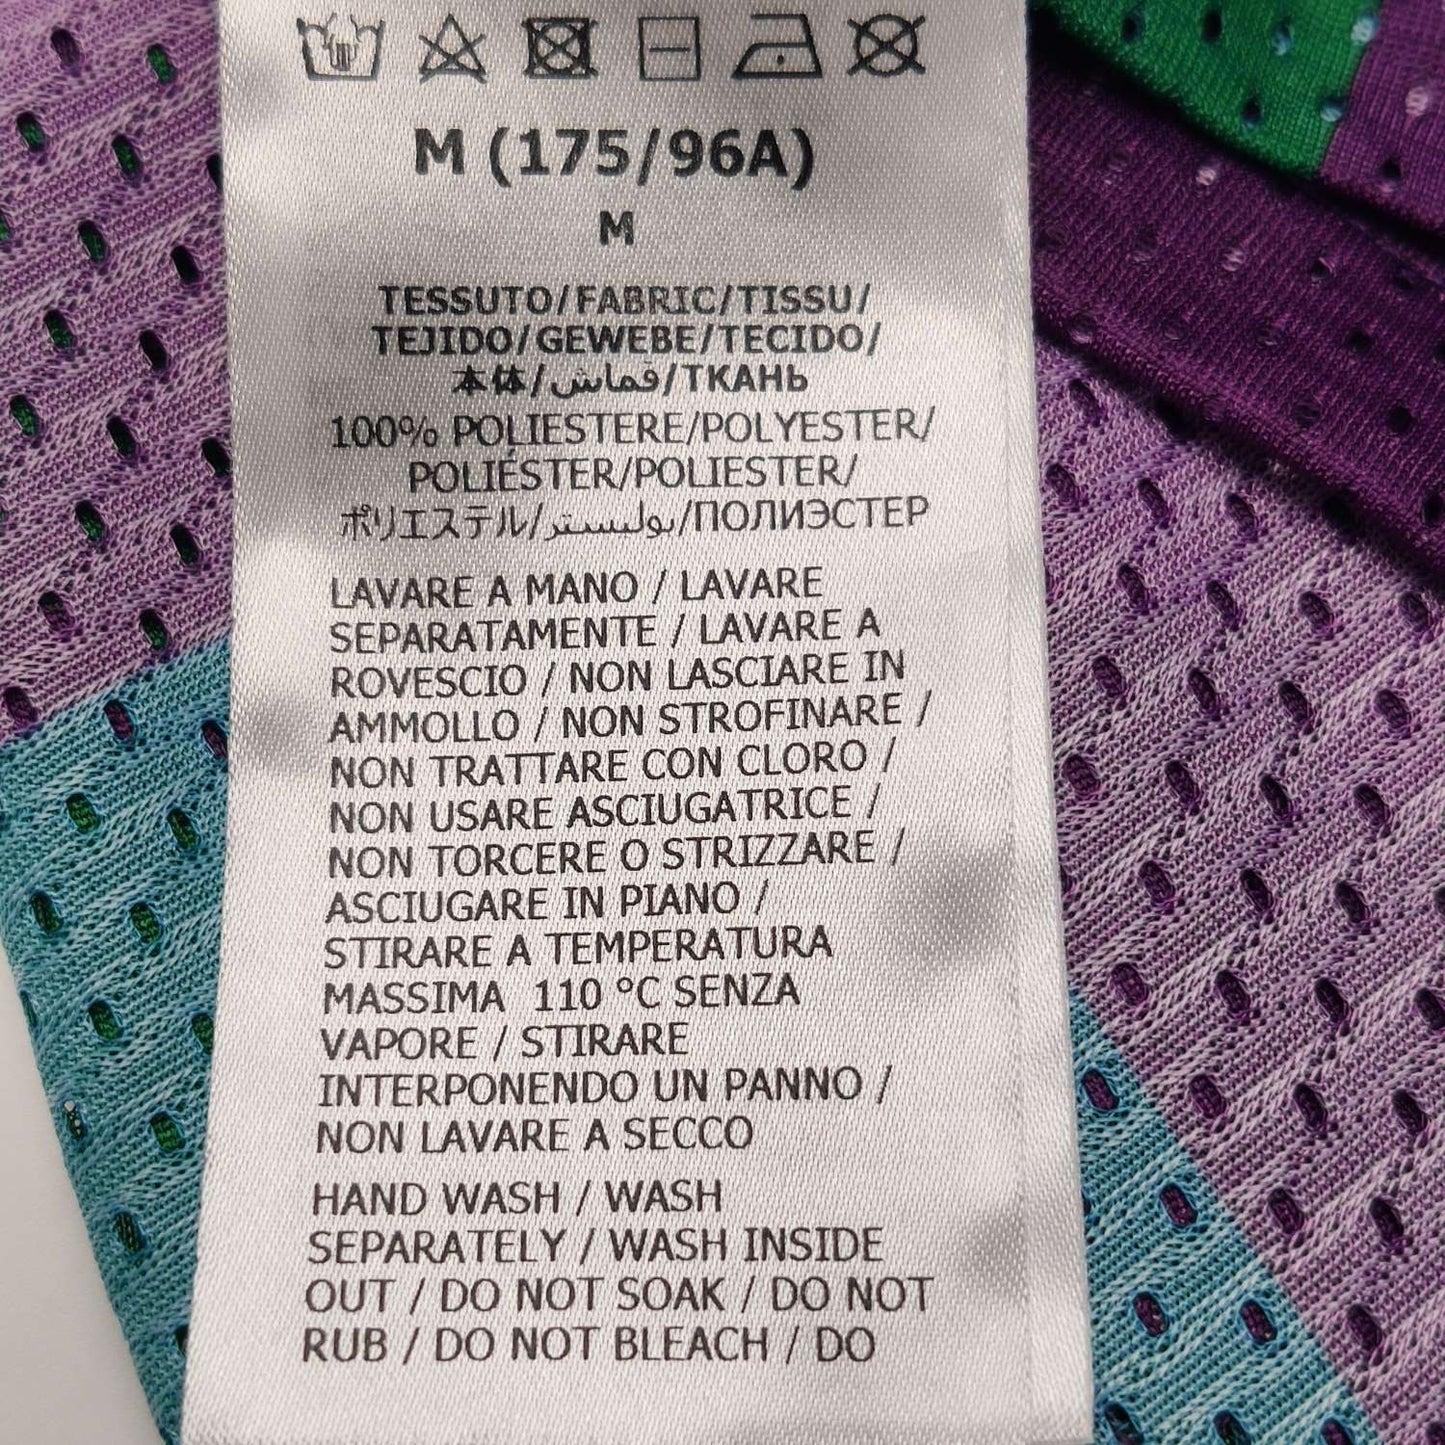 M (175/96A)
M
TESSUTO/FABRIC/TISSU/
TEJIDO/GEWEBE/TECIDO/
本体/قماش/ТКАНЬ
100% POLIESTERE/POLYESTER/
POLIÉSTER/POLIESTER/
ポリエステル/بوليستر/ПОЛИЭСТЕР
LAVARE A MANO / LAVARE
SEPARATAMENTE / LAVARE A
ROVESCIO / NON LASCIARE IN
AMMOLLO / NON STROFINARE /
NON TRATTARE CON CLORO /
NON USARE ASCIUGATRICE /
NON TORCERE O STRIZZARE /
ASCIUGARE IN PIANO /
STIRARE A TEMPERATURA
MASSIMA 110 °C SENZA
VAPORE / STIRARE
INTERPONENDO UN PANNO /
NON LAVARE A SECCO
HAND WASH / WASH
SEPARATELY / WASH INSIDE
OUT / DO NOT SOAK / DO NOT
RUB / DO NOT BLEACH / DO